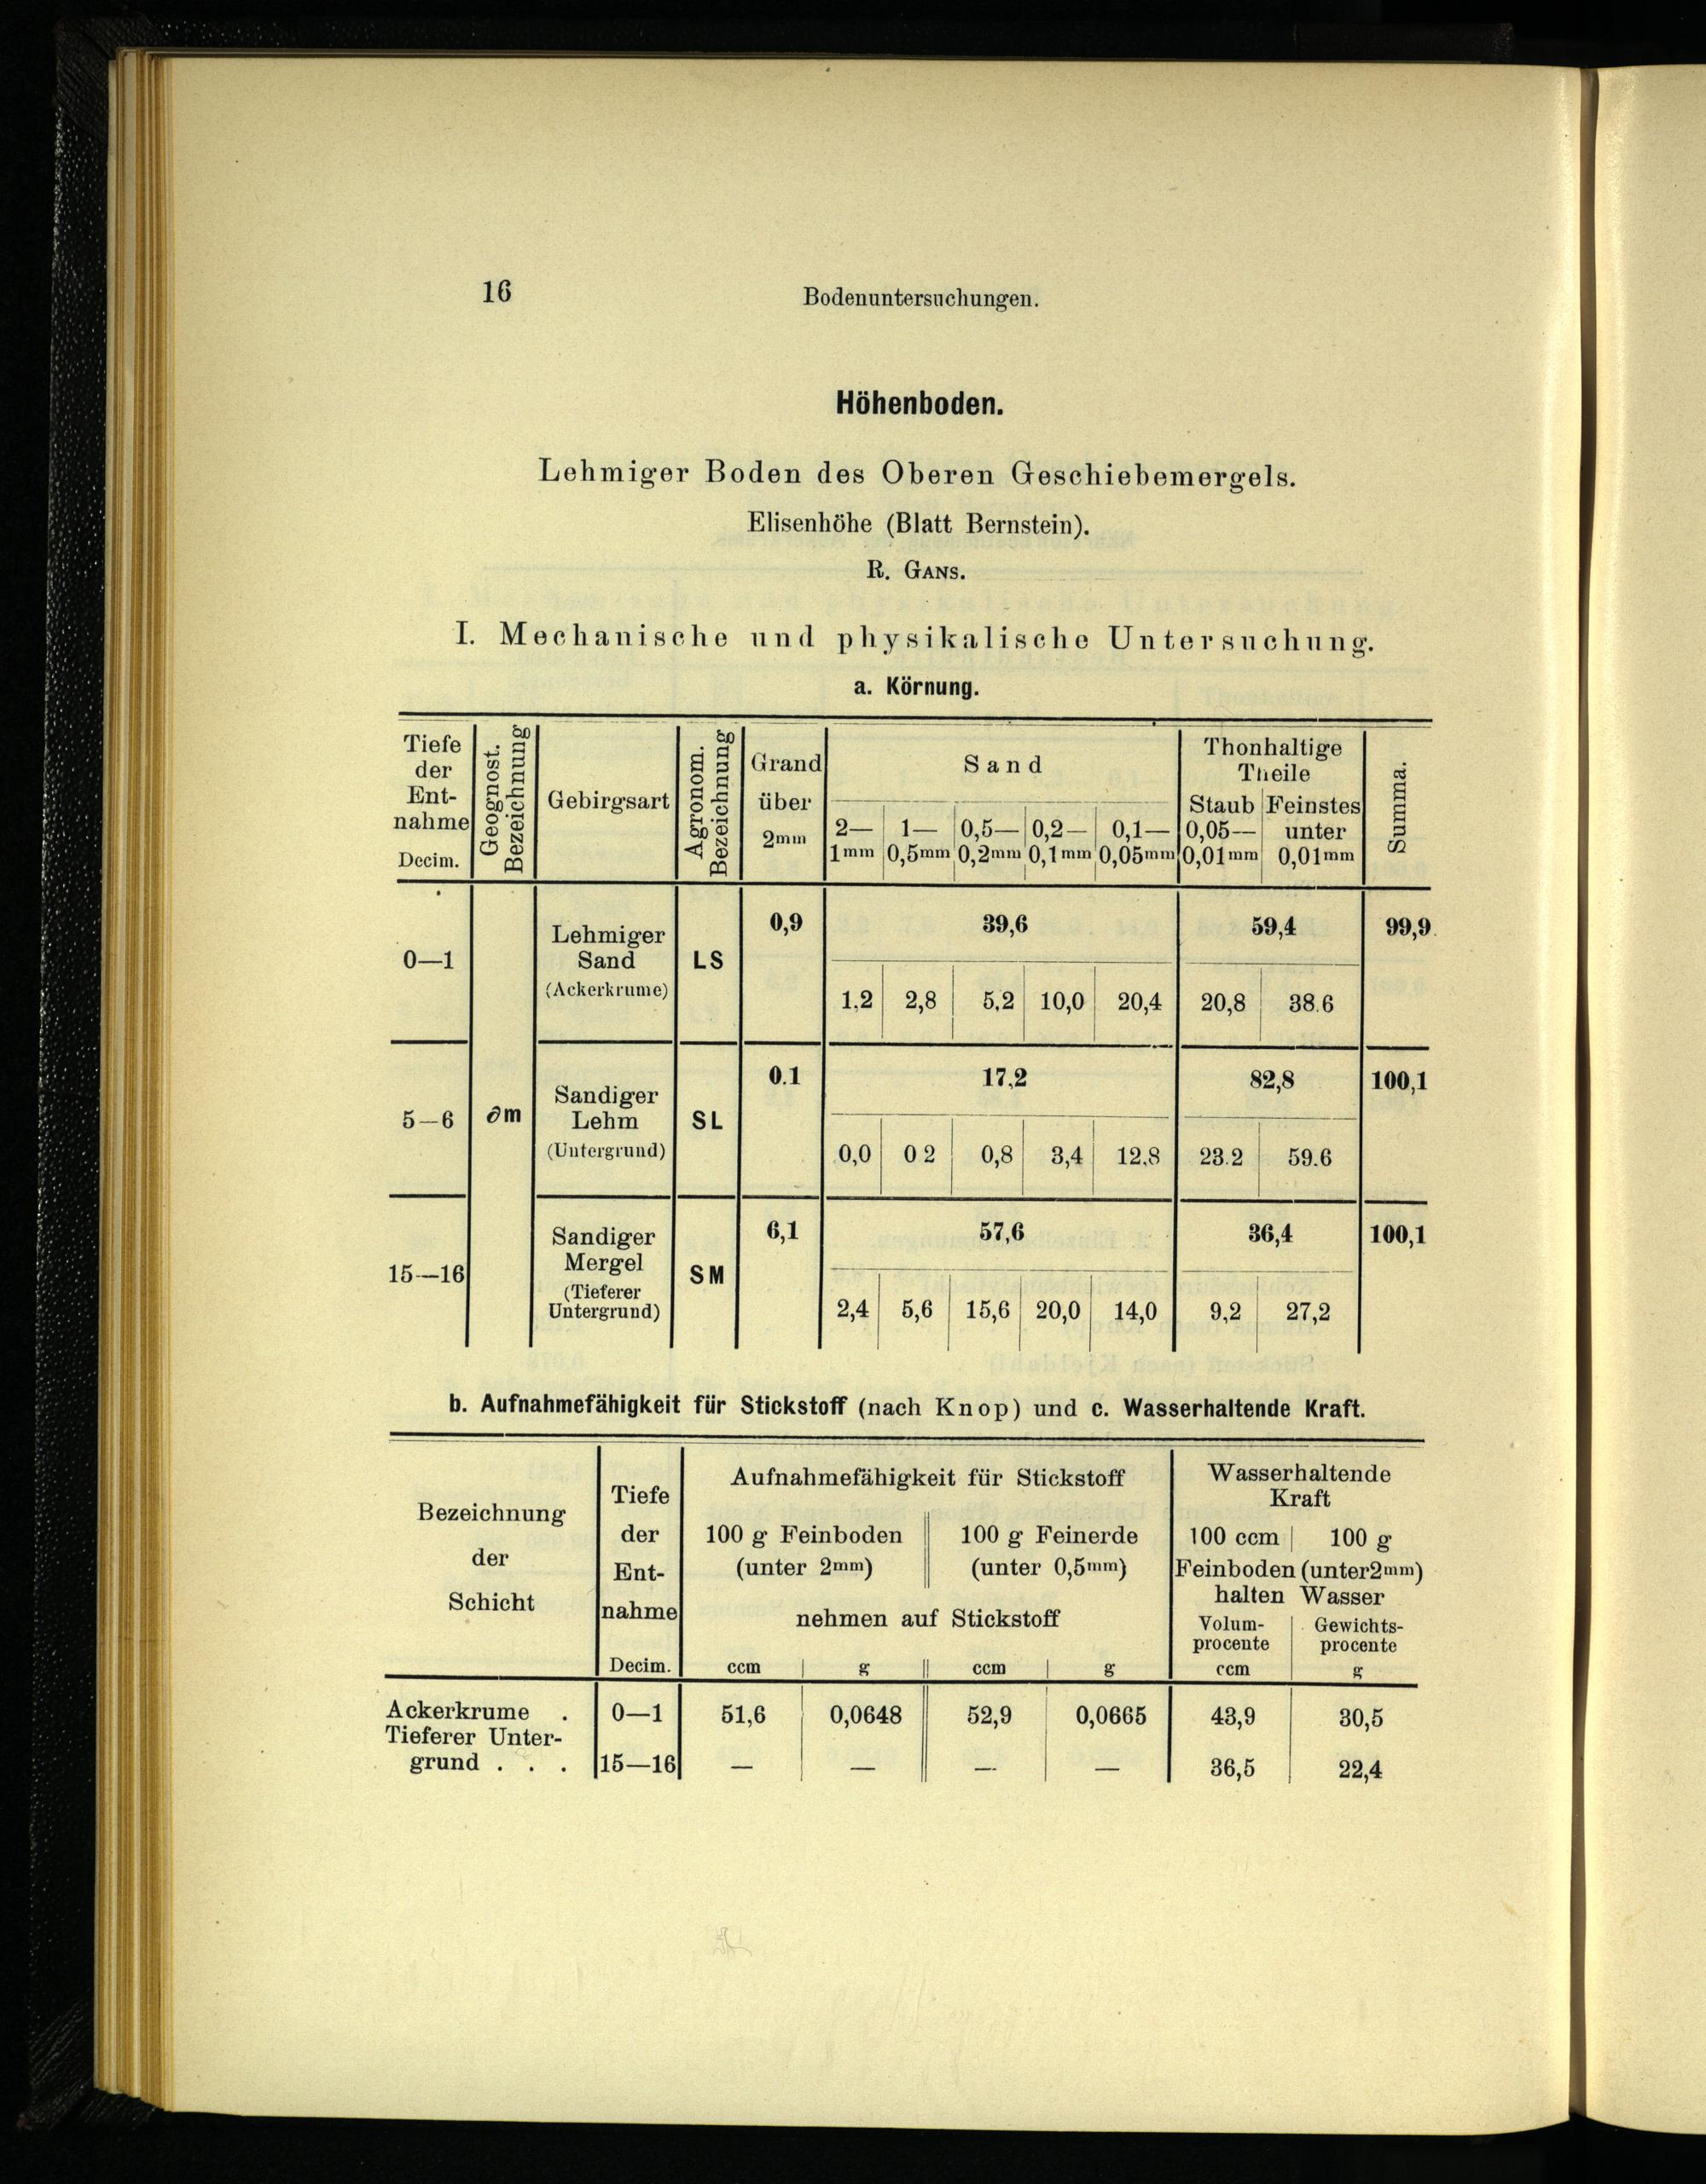 16
Bodenuntersuchungen.
Höhenboden.
Lehmiger Boden des Oberen Geschiebemergels.
Elisenhöhe (Blatt Bernstein).
R. GANS.
I. Mechanische und physikalische Untersuchung.
a. Körnung.
Tiefe der Ent- nahme Decim. | Geognost. Bezeichnung | Gebirgsart | Agronom. Bezeichnung | Grand über 2mm | Sand | Thonhaltige Theile | Summa.
Staub | Feinstes
2— 1mm | 1— 0,5mm | 0,5— 0,2mm | 0,2— 0,1mm | 0,1— 0,05mm | 0,05— 0,01mm | unter 0,01mm
0—1 | Lehmiger Sand (Ackerkrume) | LS | 0,9 | 39,6 | 59,4 | 99,9
1,2 | 2,8 | 5,2 | 10,0 | 20,4 | 20,8 | 38.6
5—6 | ∂m | Sandiger Lehm (Untergrund) | SL | 0.1 | 17,2 | 82,8 | 100,1
0,0 | 0 2 | 0,8 | 3,4 | 12,8 | 23.2 | 59.6
15—16 | Sandiger Mergel (Tieferer Untergrund) | SM | 6,1 | 57,6 | 36,4 | 100,1
2,4 | 5,6 | 15,6 | 20,0 | 14,0 | 9,2 | 27,2
b. Aufnahmefähigkeit für Stickstoff (nach Knop) und c. Wasserhaltende Kraft.
Bezeichnung der Schicht | Tiefe der Ent- nahme Decim. | Aufnahmefähigkeit für Stickstoff | Wasserhaltende Kraft
100 g Feinboden (unter 2mm) | 100 g Feinerde (unter 0,5mm) | 100 ccm | 100 g
nehmen auf Stickstoff | Feinboden (unter2mm) halten Wasser
Volum- procente | Gewichts- procente
ccm | g | ccm | g | ccm | g
Ackerkrume . | 0—1 | 51,6 | 0,0648 | 52,9 | 0,0665 | 43,9 | 30,5
Tieferer Unter-
grund . . . | 15—16 | — | — | — | — | 36,5 | 22,4